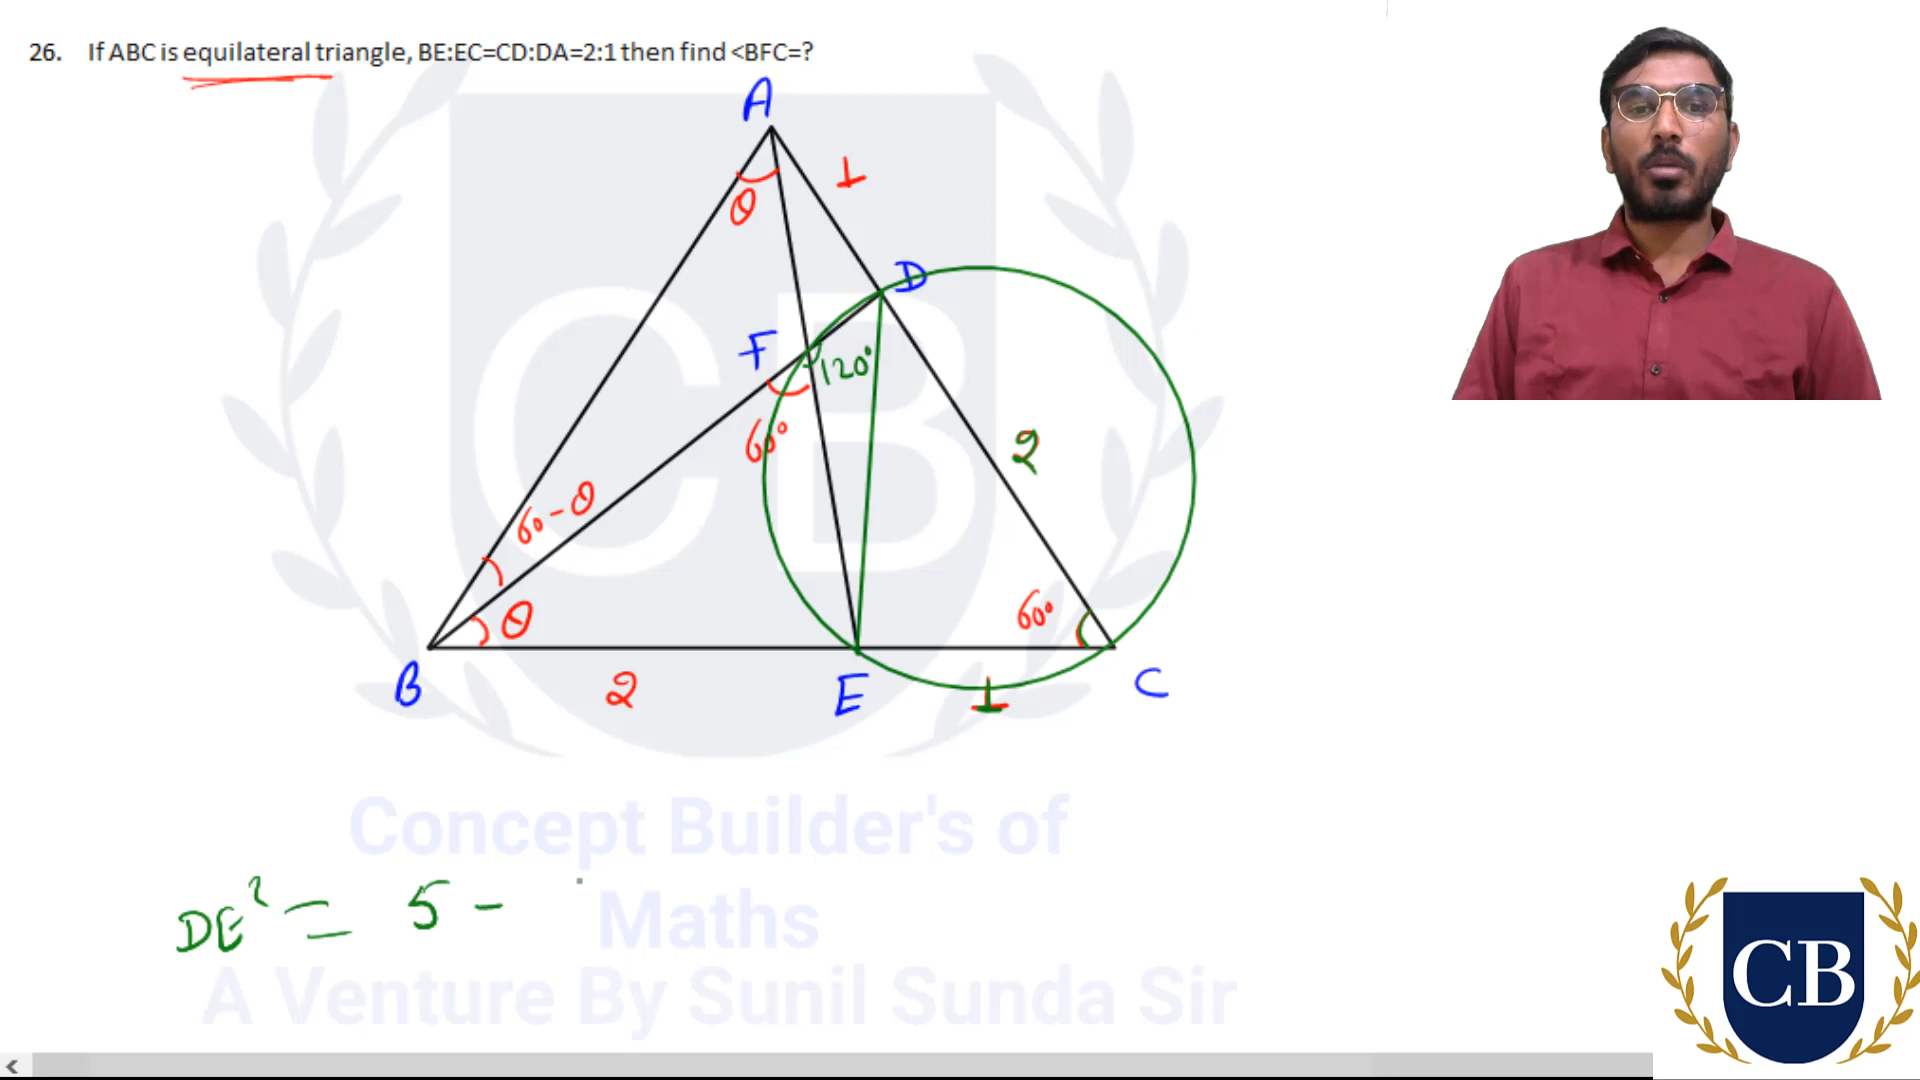 26. If ABC is equilateral triangle, BE:EC=CD:DA=2:1 then find <BFC=?
A
1
θ
D
F
120°
60°
2
60-θ
θ
60°
B
2
E
1
C
Concept Builder's of
Maths
DE² = 5 -
A Venture By Sunil Sunda Sir
CB
CB